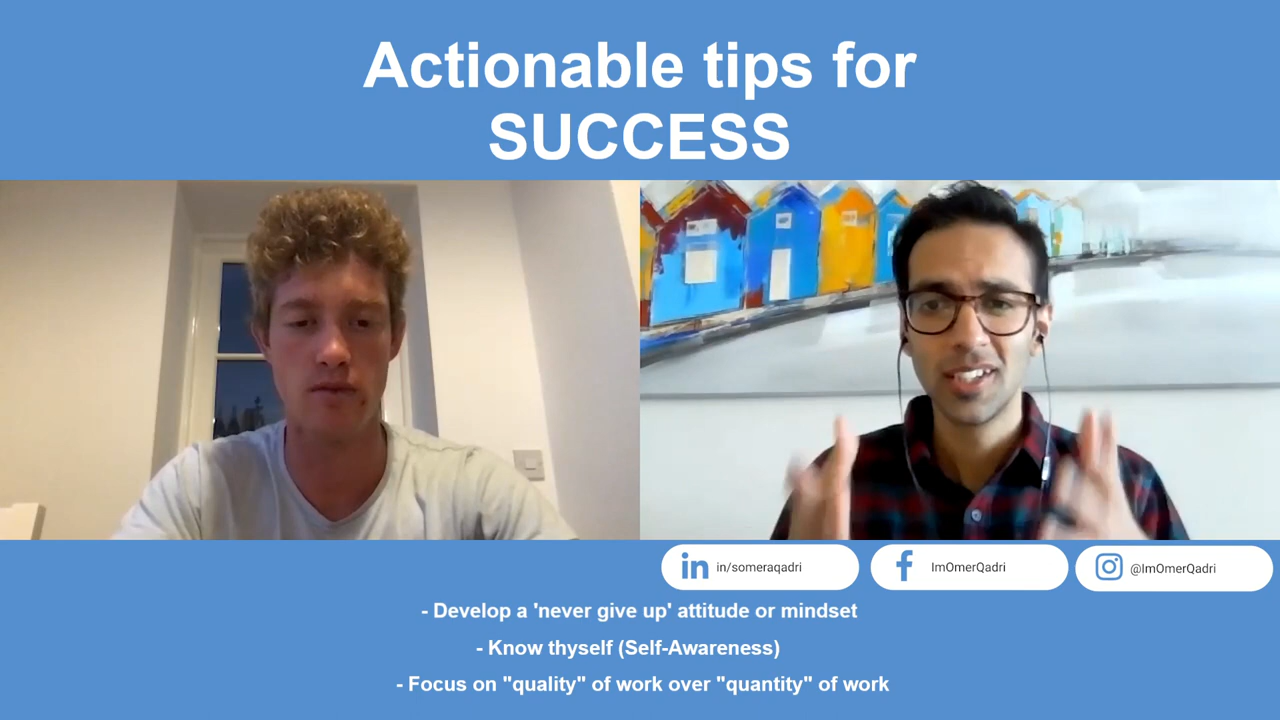 Actionable tips for
SUCCESS
in/someraqadri
ImOmerQadri
@ImOmerQadri
- Develop a 'never give up' attitude or mindset
- Know thyself (Self-Awareness)
- Focus on "quality" of work over "quantity" of work